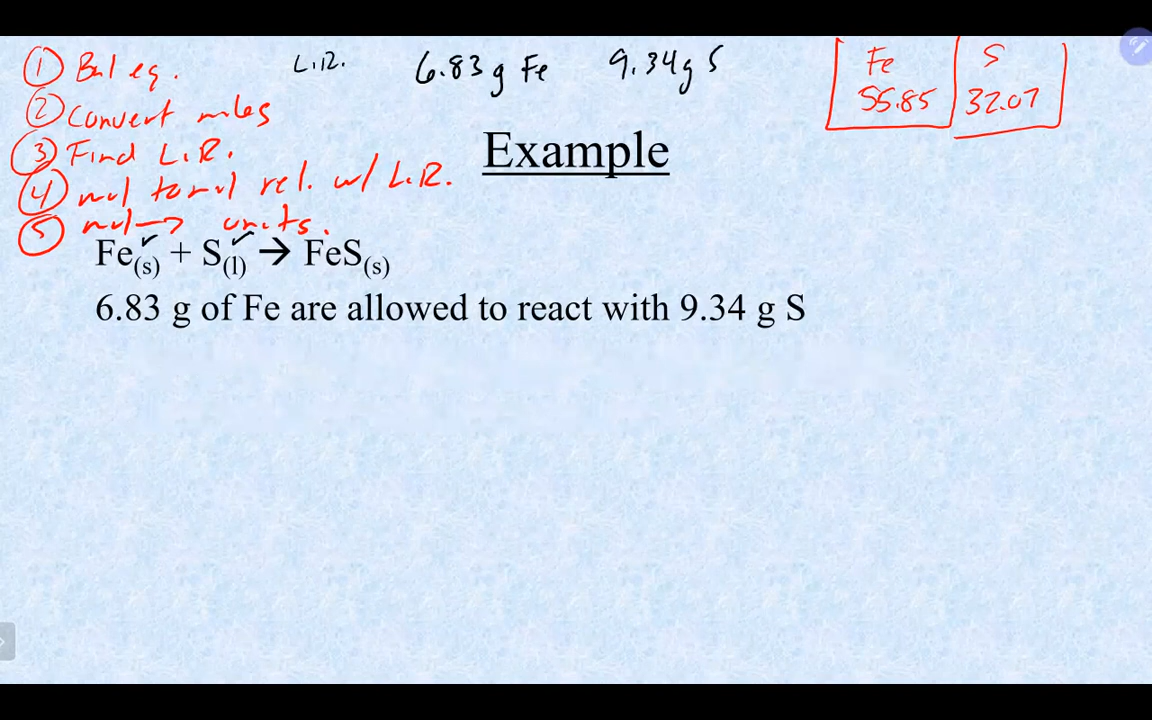 ① Bal eq.
② Convert moles
③ Find L.R.
④ mol to mol rel. w/ L.R.
⑤ mol → units.
L.R. 6.83 g Fe 9.34 g S
Fe S
55.85 32.07
Example
Fe(s) + S(l) → FeS(s)
6.83 g of Fe are allowed to react with 9.34 g S